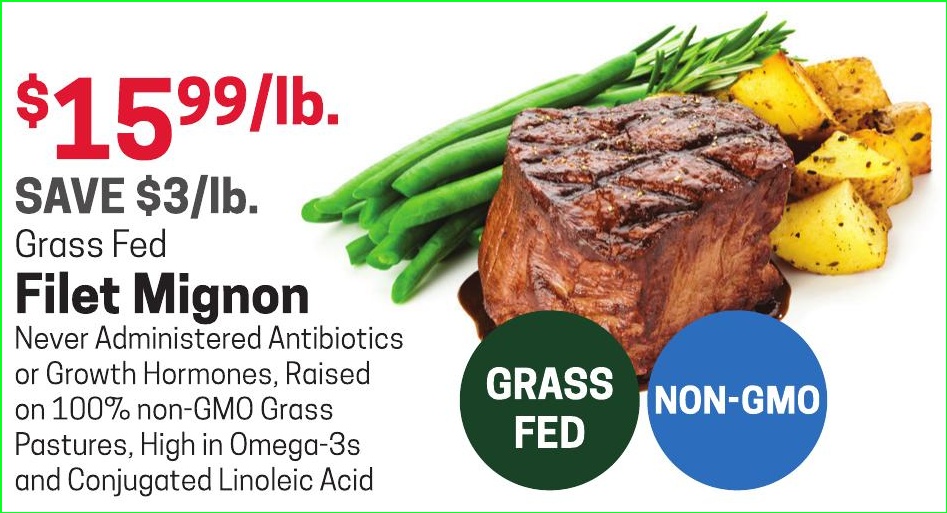 $15.99/lb.
SAVE $3/lb.
Grass Fed
Filet Mignon
Never Administered Antibiotics
or Growth Hormones, Raised
on 100% non-GMO Grass
Pastures, High in Omega-3s
and Conjugated Linoleic Acid
GRASS
FED
NON-GMO